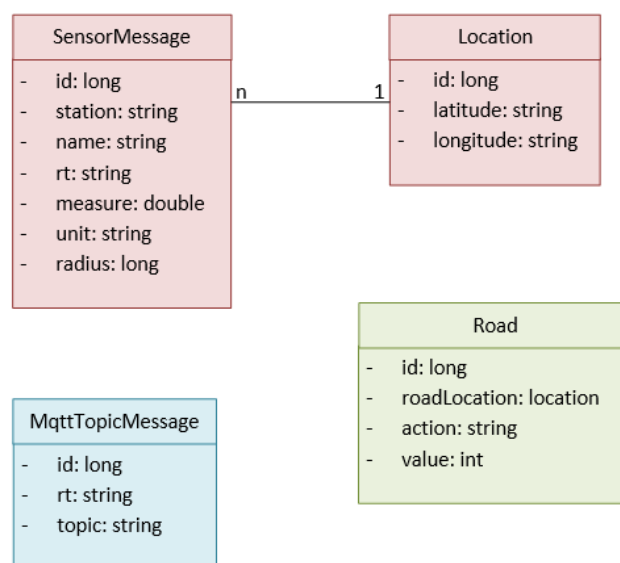 SensorMessage
- id: long
- station: string
- name: string
- rt: string
- measure: double
- unit: string
- radius: long
n 1
Location
- id: long
- latitude: string
- longitude: string
Road
- id: long
- roadLocation: location
- action: string
- value: int
MqttTopicMessage
- id: long
- rt: string
- topic: string